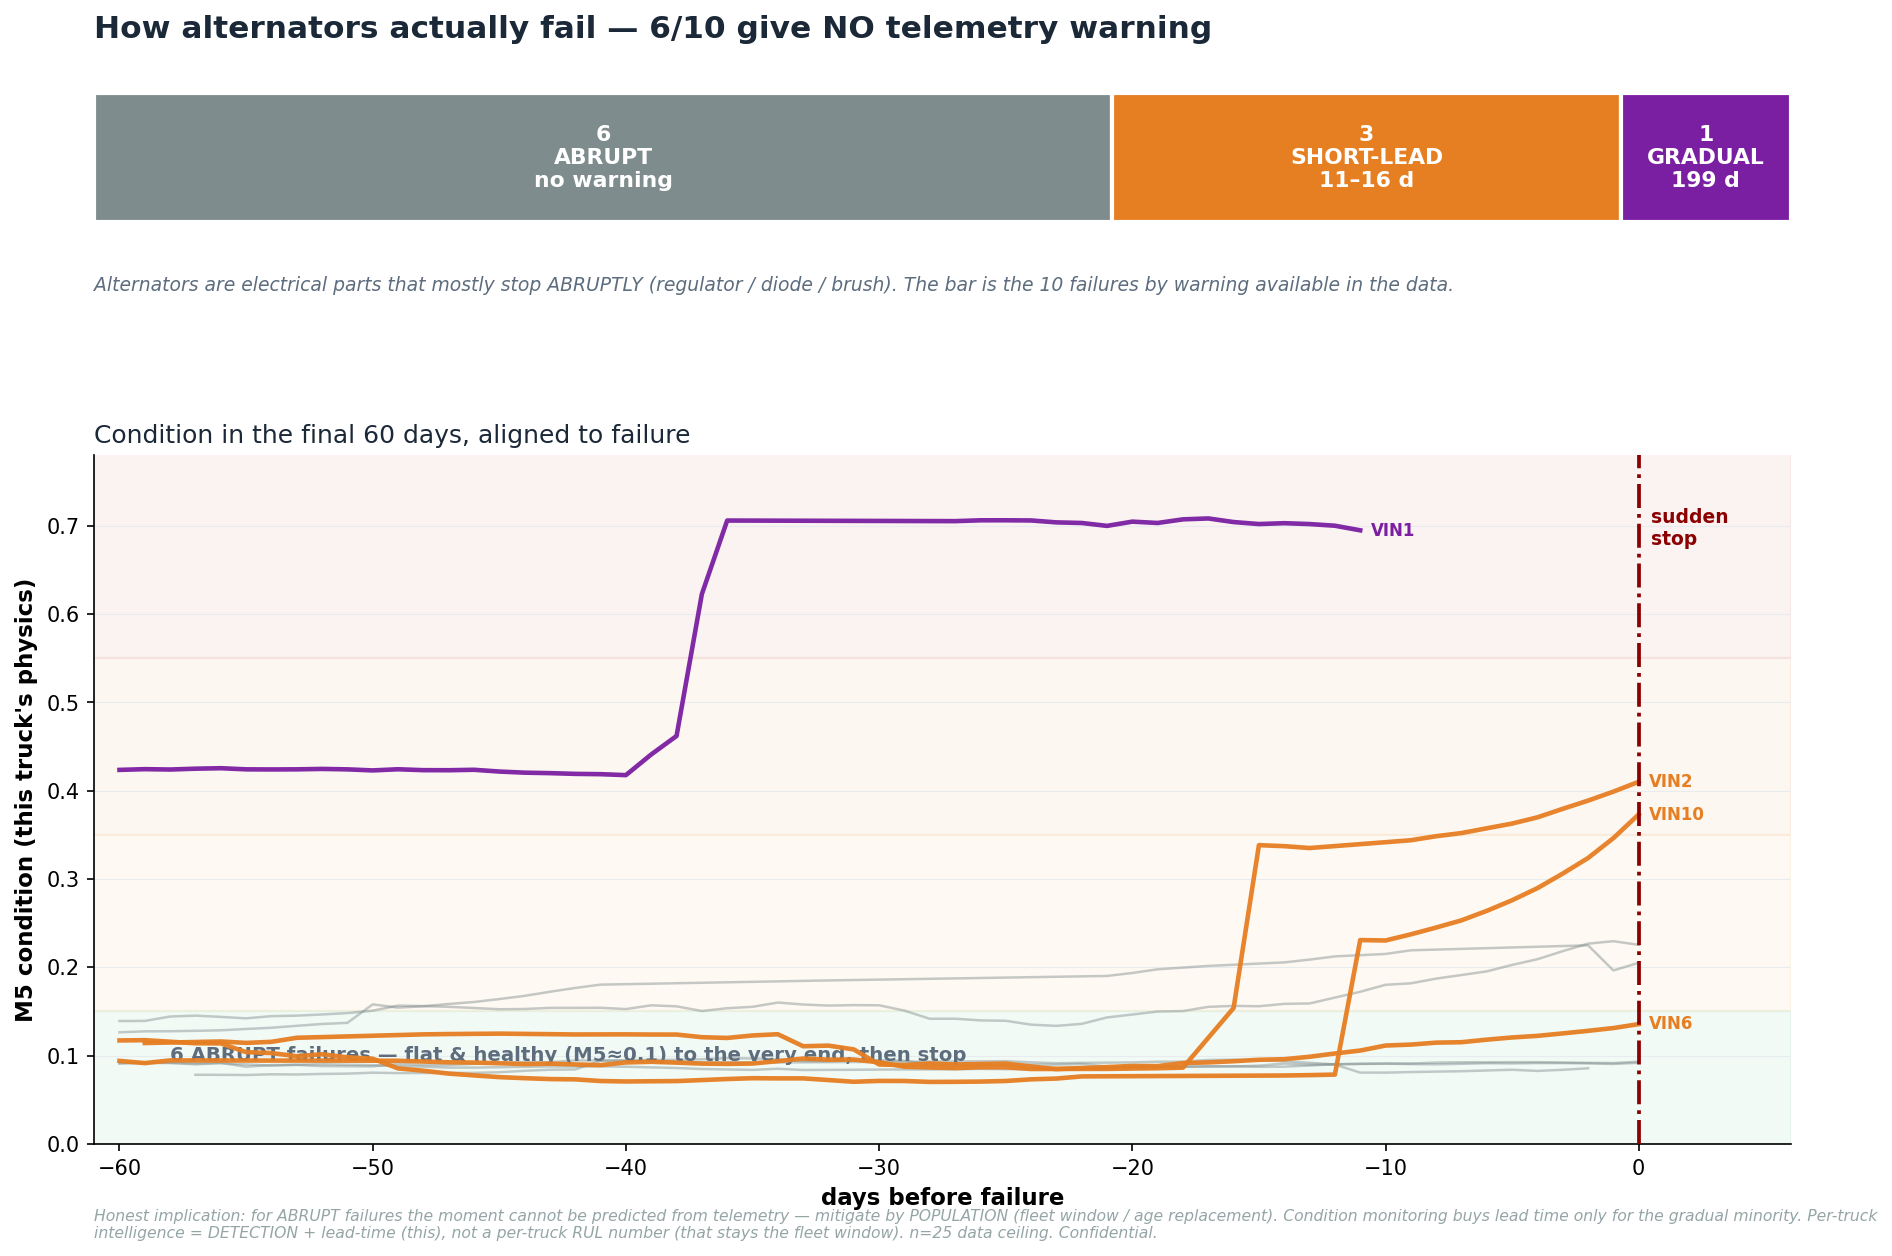 How alternators actually fail — 6/10 give NO telemetry warning
6
ABRUPT
no warning
3
SHORT-LEAD
11–16 d
1
GRADUAL
199 d
Alternators are electrical parts that mostly stop ABRUPTLY (regulator / diode / brush). The bar is the 10 failures by warning available in the data.
Condition in the final 60 days, aligned to failure
M5 condition (this truck's physics)
0.7
0.6
0.5
0.4
0.3
0.2
0.1
0.0
VIN1
sudden
stop
VIN2
VIN10
VIN6
6 ABRUPT failures — flat & healthy (M5≈0.1) to the very end, then stop
−60
−50
−40
−30
−20
−10
0
days before failure
Honest implication: for ABRUPT failures the moment cannot be predicted from telemetry — mitigate by POPULATION (fleet window / age replacement). Condition monitoring buys lead time only for the gradual minority. Per-truck
intelligence = DETECTION + lead-time (this), not a per-truck RUL number (that stays the fleet window). n=25 data ceiling. Confidential.